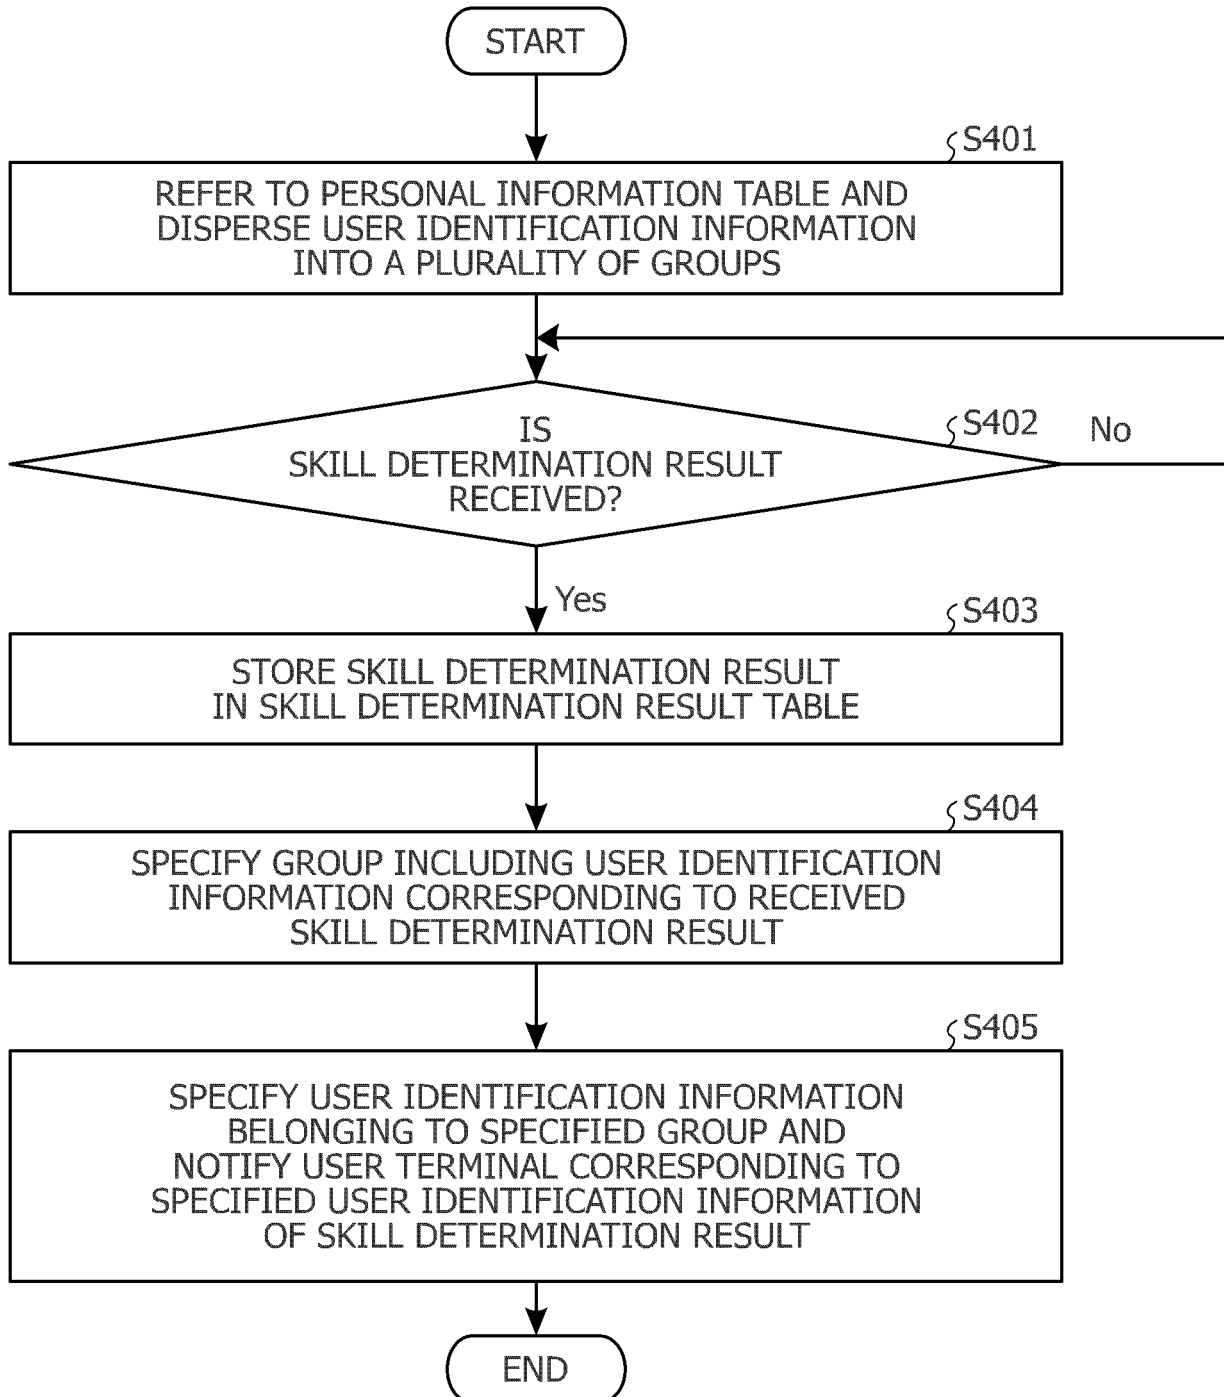 START
S401
REFER TO PERSONAL INFORMATION TABLE AND
DISPERSE USER IDENTIFICATION INFORMATION
INTO A PLURALITY OF GROUPS
S402
No
IS
SKILL DETERMINATION RESULT
RECEIVED?
Yes
S403
STORE SKILL DETERMINATION RESULT
IN SKILL DETERMINATION RESULT TABLE
S404
SPECIFY GROUP INCLUDING USER IDENTIFICATION
INFORMATION CORRESPONDING TO RECEIVED
SKILL DETERMINATION RESULT
S405
SPECIFY USER IDENTIFICATION INFORMATION
BELONGING TO SPECIFIED GROUP AND
NOTIFY USER TERMINAL CORRESPONDING TO
SPECIFIED USER IDENTIFICATION INFORMATION
OF SKILL DETERMINATION RESULT
END